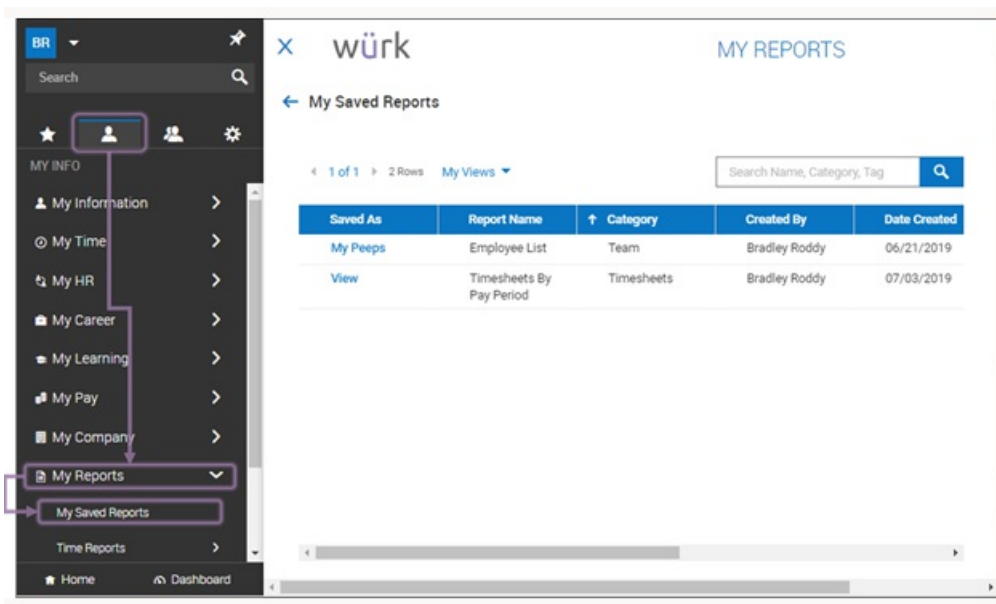 BR
Search
MY INFO
My Information
My Time
My HR
My Career
My Learning
My Pay
My Company
My Reports
My Saved Reports
Time Reports
Home Dashboard
würk
MY REPORTS
My Saved Reports
1 of 1 2 Rows My Views
Search Name, Category, Tag
Saved As Report Name Category Created By Date Created
My Peeps Employee List Team Bradley Roddy 06/21/2019
View Timesheets By Timesheets Bradley Roddy 07/03/2019
Pay Period